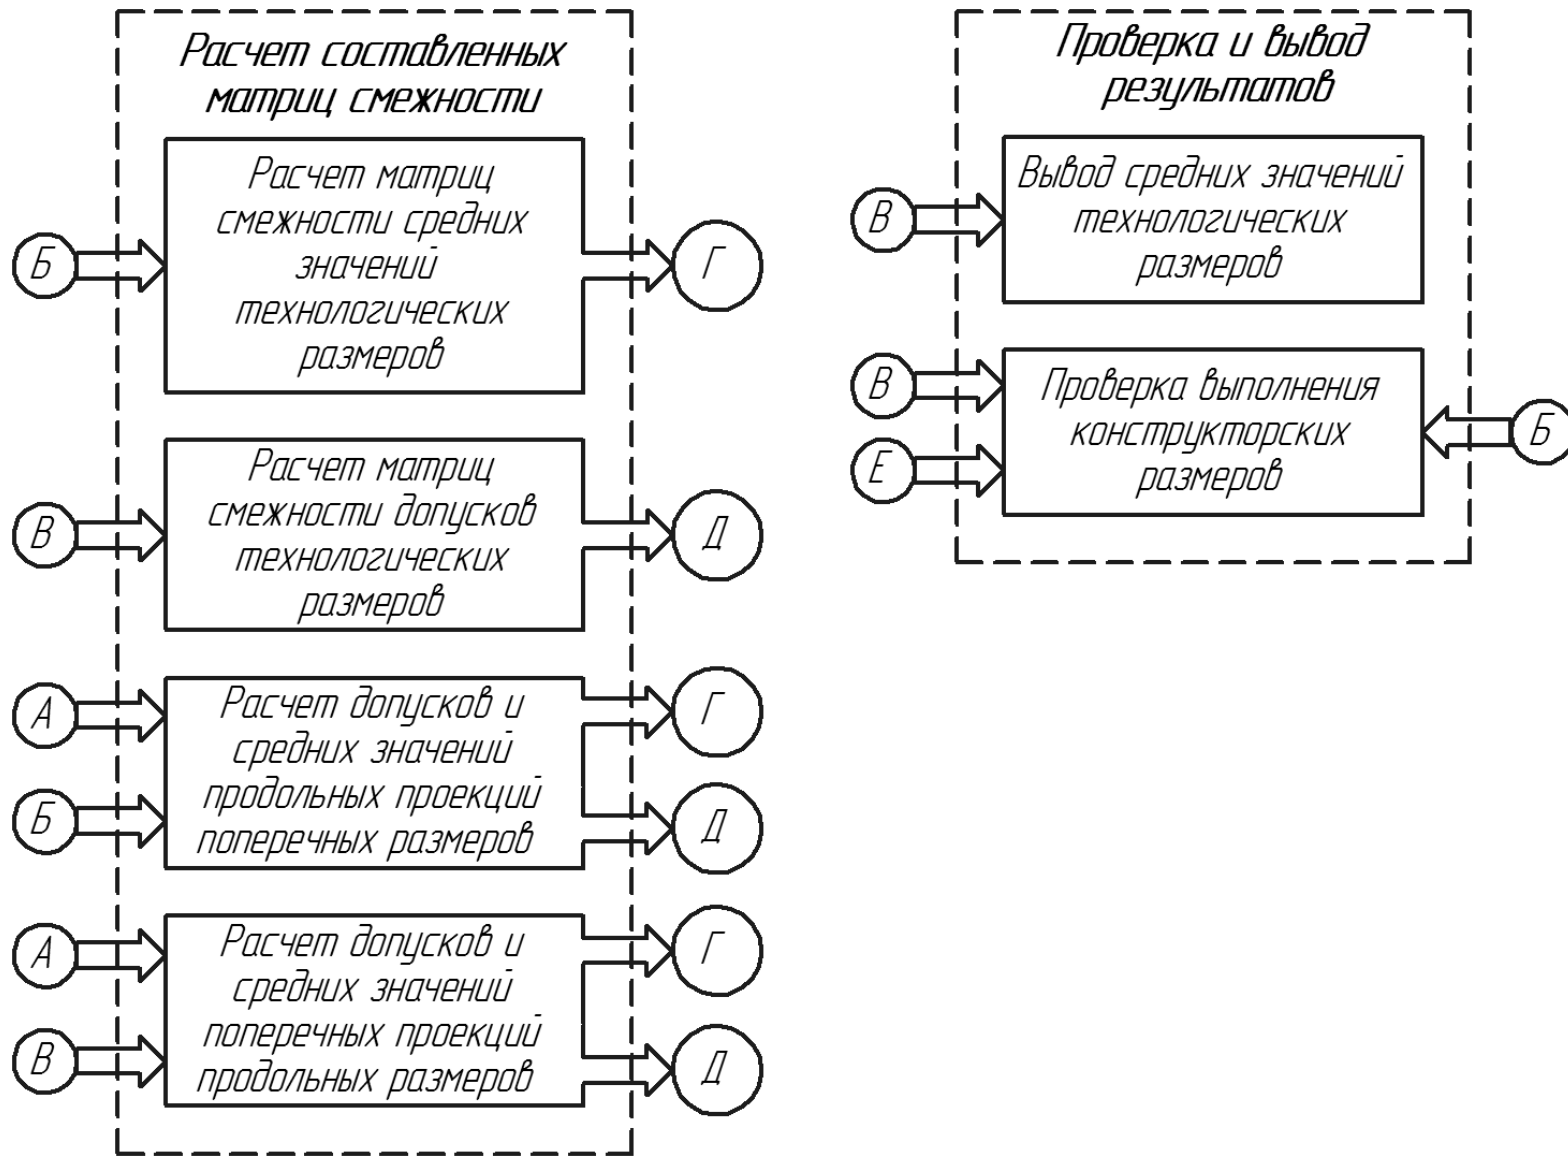 Расчет составленных
матриц смежности
Б
Расчет матриц
смежности средних
значений
технологических
размеров
Г
В
Расчет матриц
смежности допусков
технологических
размеров
Д
А
Б
Расчет допусков и
средних значений
продольных проекций
поперечных размеров
Г
Д
А
В
Расчет допусков и
средних значений
поперечных проекций
продольных размеров
Г
Д
Проверка и вывод
результатов
В
Вывод средних значений
технологических
размеров
В
Е
Проверка выполнения
конструкторских
размеров
Б